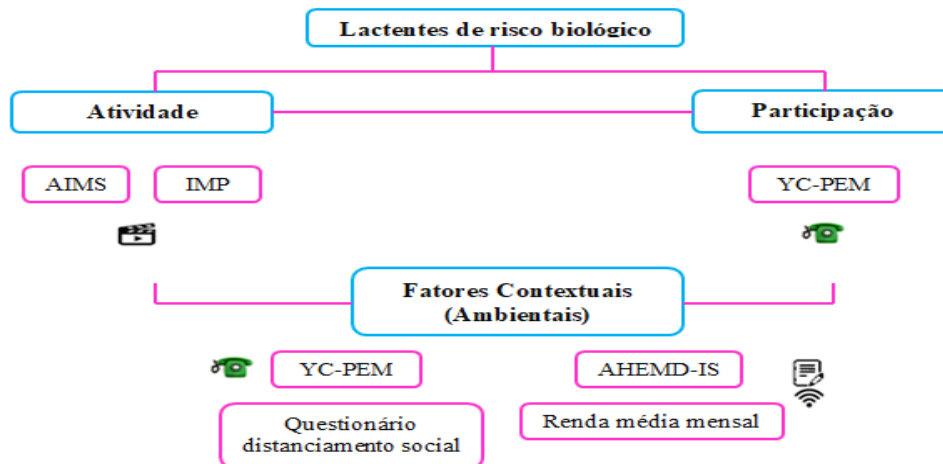 Lactentes de risco biológico
Atividade
Participação
AIMS
IMP
YC-PEM
Fatores Contextuais
(Ambientais)
YC-PEM
AHEMD-IS
Questionário
distanciamento social
Renda média mensal